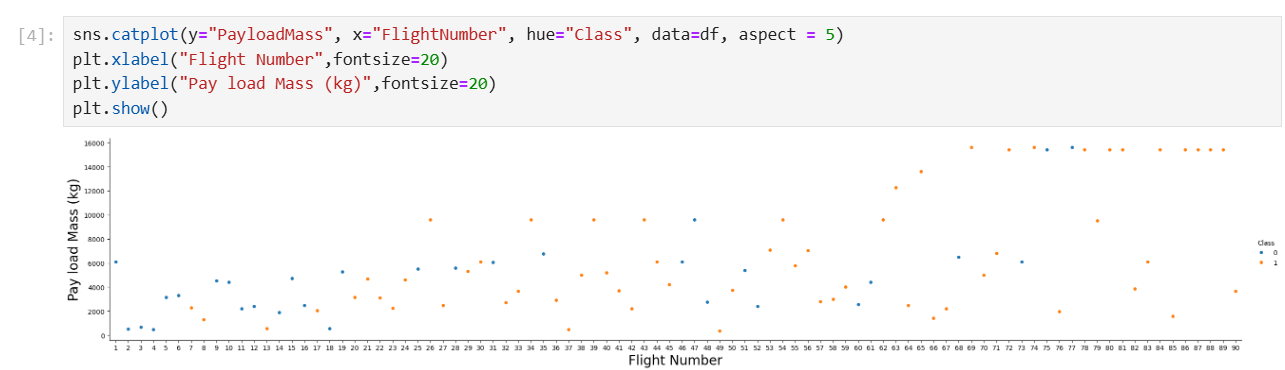 [4]: sns.catplot(y="PayloadMass", x="FlightNumber", hue="Class", data=df, aspect = 5)
plt.xlabel("Flight Number",fontsize=20)
plt.ylabel("Pay load Mass (kg)",fontsize=20)
plt.show()
16000
14000
12000
10000
8000
6000
4000
2000
0
Pay load Mass (kg)
Class
0
1
1 2 3 4 5 6 7 8 9 10 11 12 13 14 15 16 17 18 19 20 21 22 23 24 25 26 27 28 29 30 31 32 33 34 35 36 37 38 39 40 41 42 43 44 45 46 47 48 49 50 51 52 53 54 55 56 57 58 59 60 61 62 63 64 65 66 67 68 69 70 71 72 73 74 75 76 77 78 79 80 81 82 83 84 85 86 87 88 89 90
Flight Number